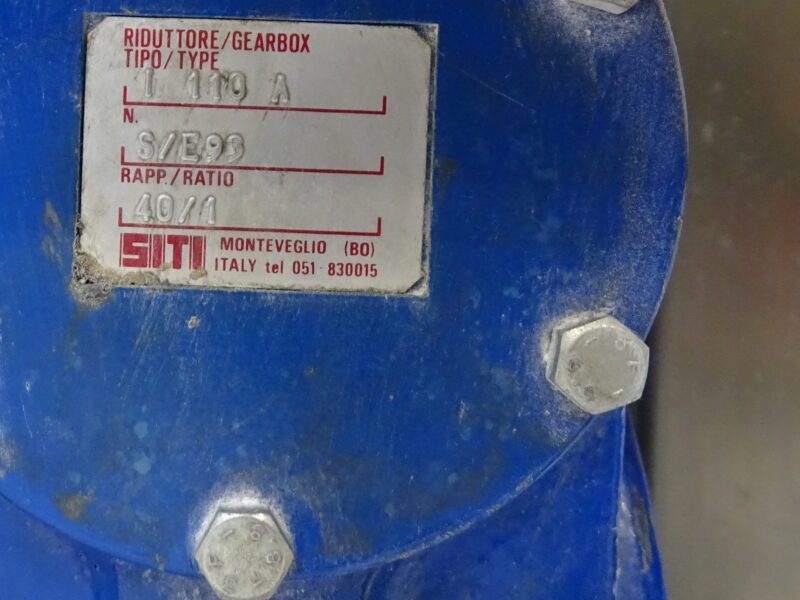 RIDUTTORE/GEARBOX
TIPO/TYPE
I 110 A
N.
S/E93
RAPP./RATIO
40/1
SITI MONTEVEGLIO (BO)
ITALY tel 051-830015